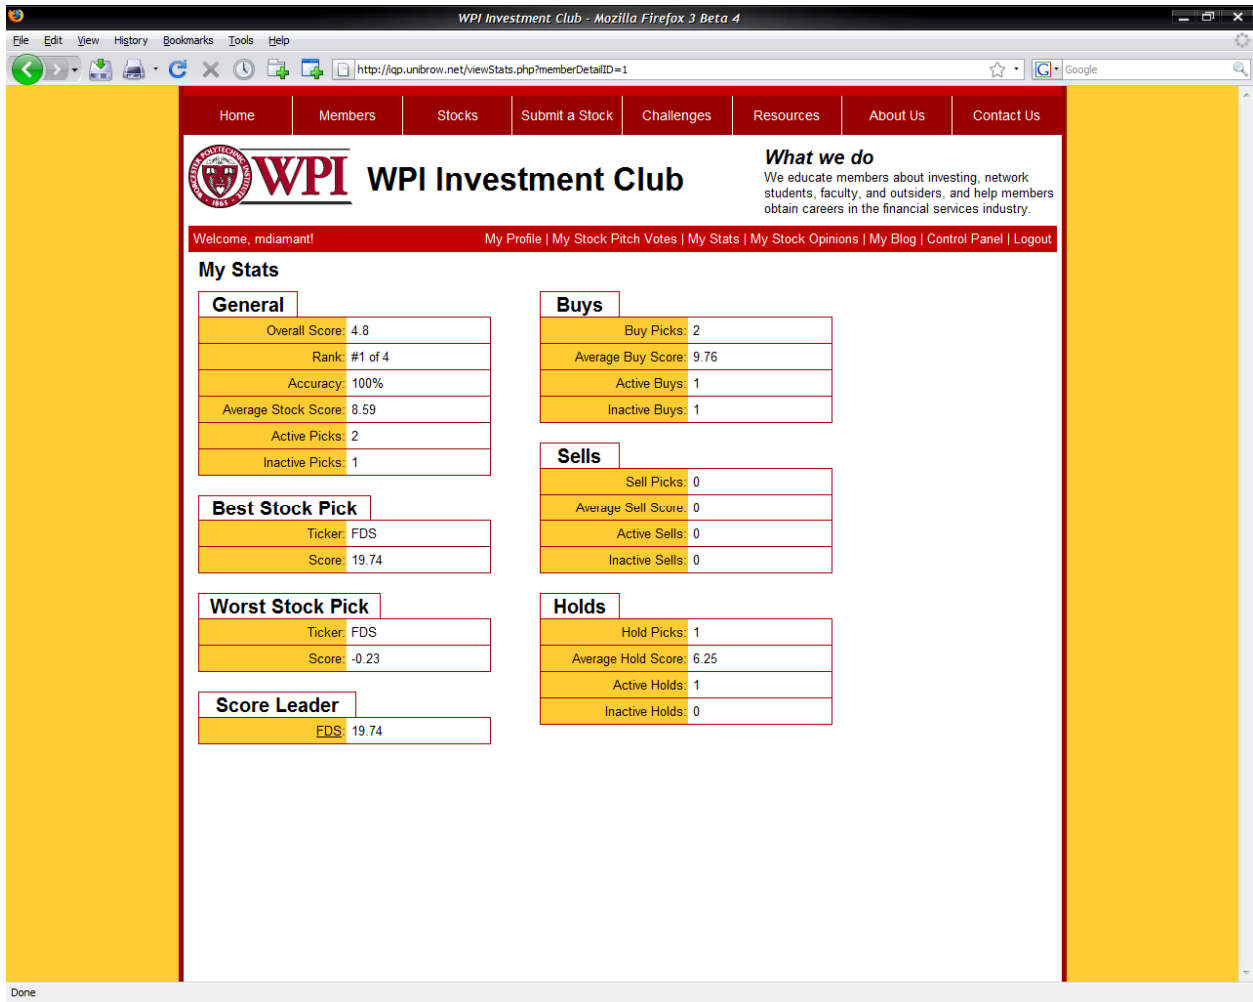 WPI Investment Club - Mozilla Firefox 3 Beta 4
File Edit View History Bookmarks Tools Help
http://iqp.unibrow.net/viewStats.php?memberDetailID=1
G Google
Home Members Stocks Submit a Stock Challenges Resources About Us Contact Us
WORCESTER POLYTECHNIC INSTITUTE
1865
WPI
WPI Investment Club
What we do
We educate members about investing, network
students, faculty, and outsiders, and help members
obtain careers in the financial services industry.
Welcome, mdiamant!
My Profile | My Stock Pitch Votes | My Stats | My Stock Opinions | My Blog | Control Panel | Logout
My Stats
General
Overall Score: 4.8
Rank: #1 of 4
Accuracy: 100%
Average Stock Score: 8.59
Active Picks: 2
Inactive Picks: 1
Best Stock Pick
Ticker: FDS
Score: 19.74
Worst Stock Pick
Ticker: FDS
Score: -0.23
Score Leader
FDS: 19.74
Buys
Buy Picks: 2
Average Buy Score: 9.76
Active Buys: 1
Inactive Buys: 1
Sells
Sell Picks: 0
Average Sell Score: 0
Active Sells: 0
Inactive Sells: 0
Holds
Hold Picks: 1
Average Hold Score: 6.25
Active Holds: 1
Inactive Holds: 0
Done